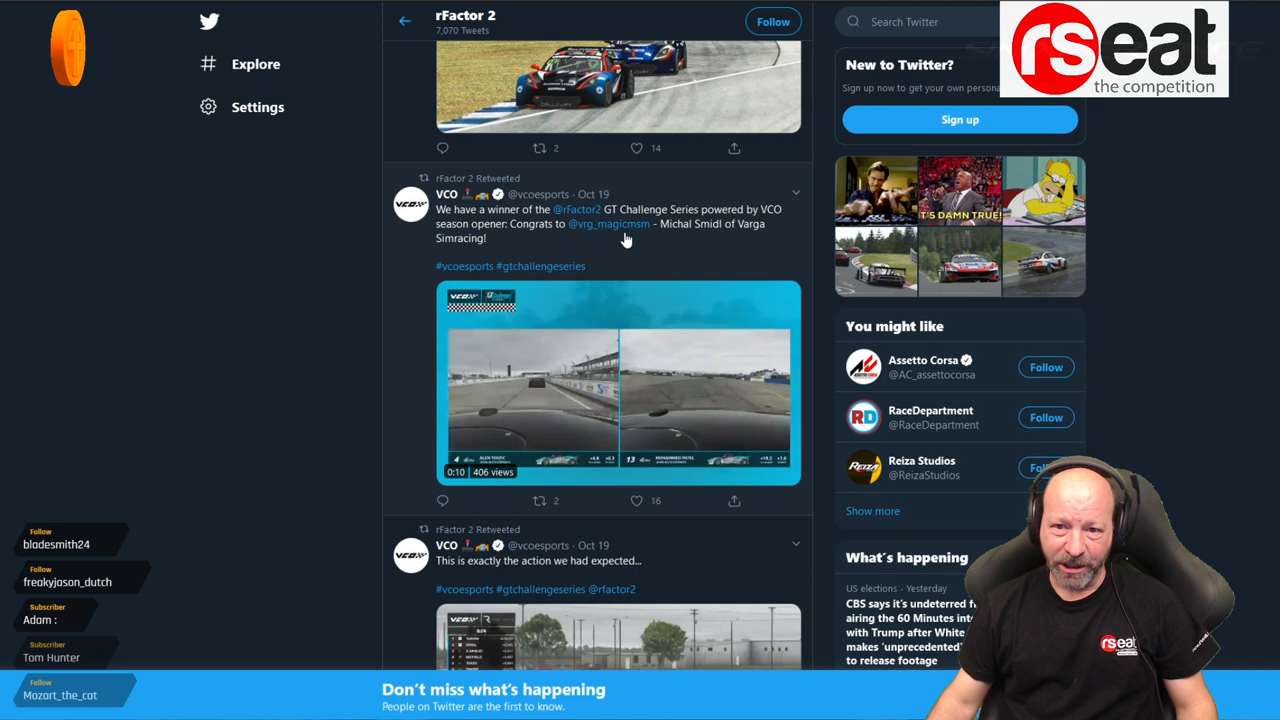 rFactor 2
7,070 Tweets
Follow
Explore
Settings
Search Twitter
rseat
the competition
New to Twitter?
Sign up now to get your own persona
Sign up
2
14
rFactor 2 Retweeted
VCO @vcoesports · Oct 19
We have a winner of the @rFactor2 GT Challenge Series powered by VCO
season opener: Congrats to @vrg_magicmsm - Michal Smidl of Varga
Simracing!
#vcoesports #gtchallengeseries
VCO
0:10
406 views
2
16
rFactor 2 Retweeted
VCO @vcoesports · Oct 19
This is exactly the action we had expected...
#vcoesports #gtchallengeseries @rfactor2
VCO
IT'S DAMN TRUE!
You might like
Assetto Corsa
@AC_assettocorsa
Follow
RD
RaceDepartment
@RaceDepartment
Follow
REIZA
Reiza Studios
@ReizaStudios
Show more
What's happening
US elections · Yesterday
CBS says it's undeterred f
airing the 60 Minutes inte
with Trump after White
makes 'unprecedented'
to release footage
rseat
Follow
bladesmith24
Follow
freakyjason_dutch
Subscriber
Adam :
Subscriber
Tom Hunter
Follow
Mozart_the_cat
Don't miss what's happening
People on Twitter are the first to know.